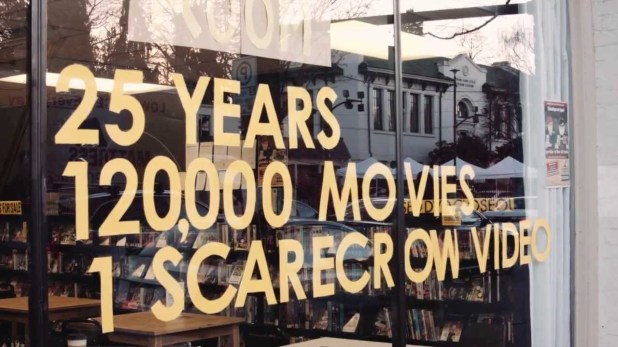 25 YEARS
120,000 MOVIES
1 SCARECROW VIDEO